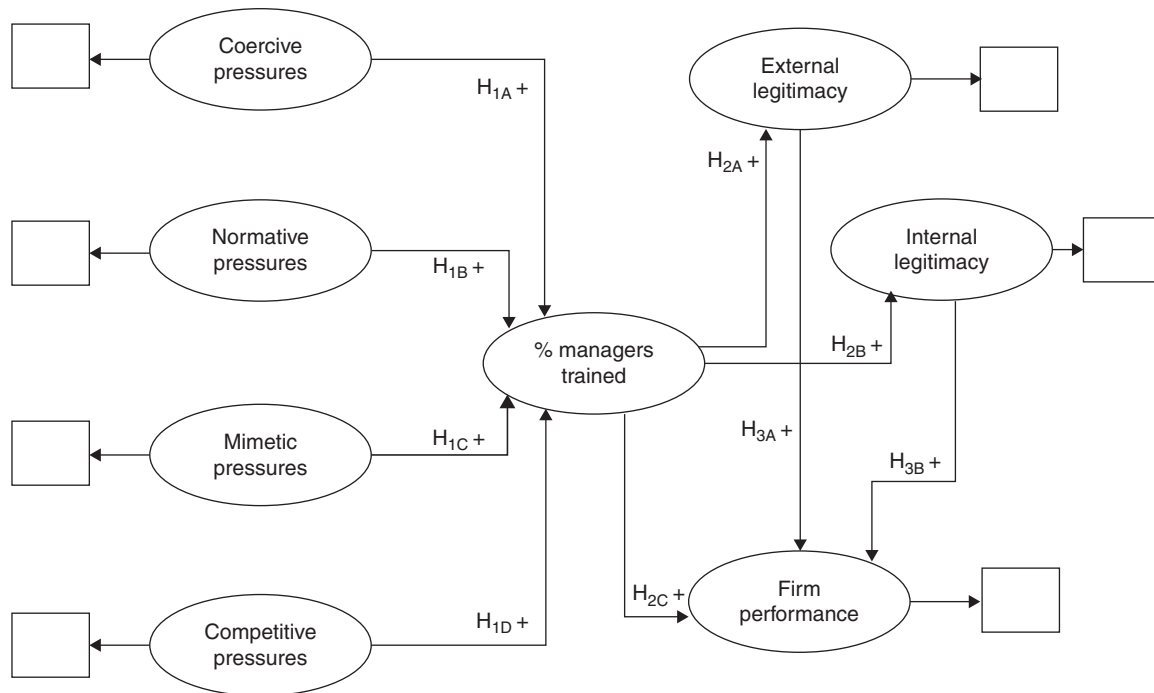 Coercive
pressures
H1A +
Normative
pressures
H1B +
Mimetic
pressures
H1C +
Competitive
pressures
H1D +
% managers
trained
External
legitimacy
H2A +
Internal
legitimacy
H2B +
H3A +
H3B +
H2C +
Firm
performance